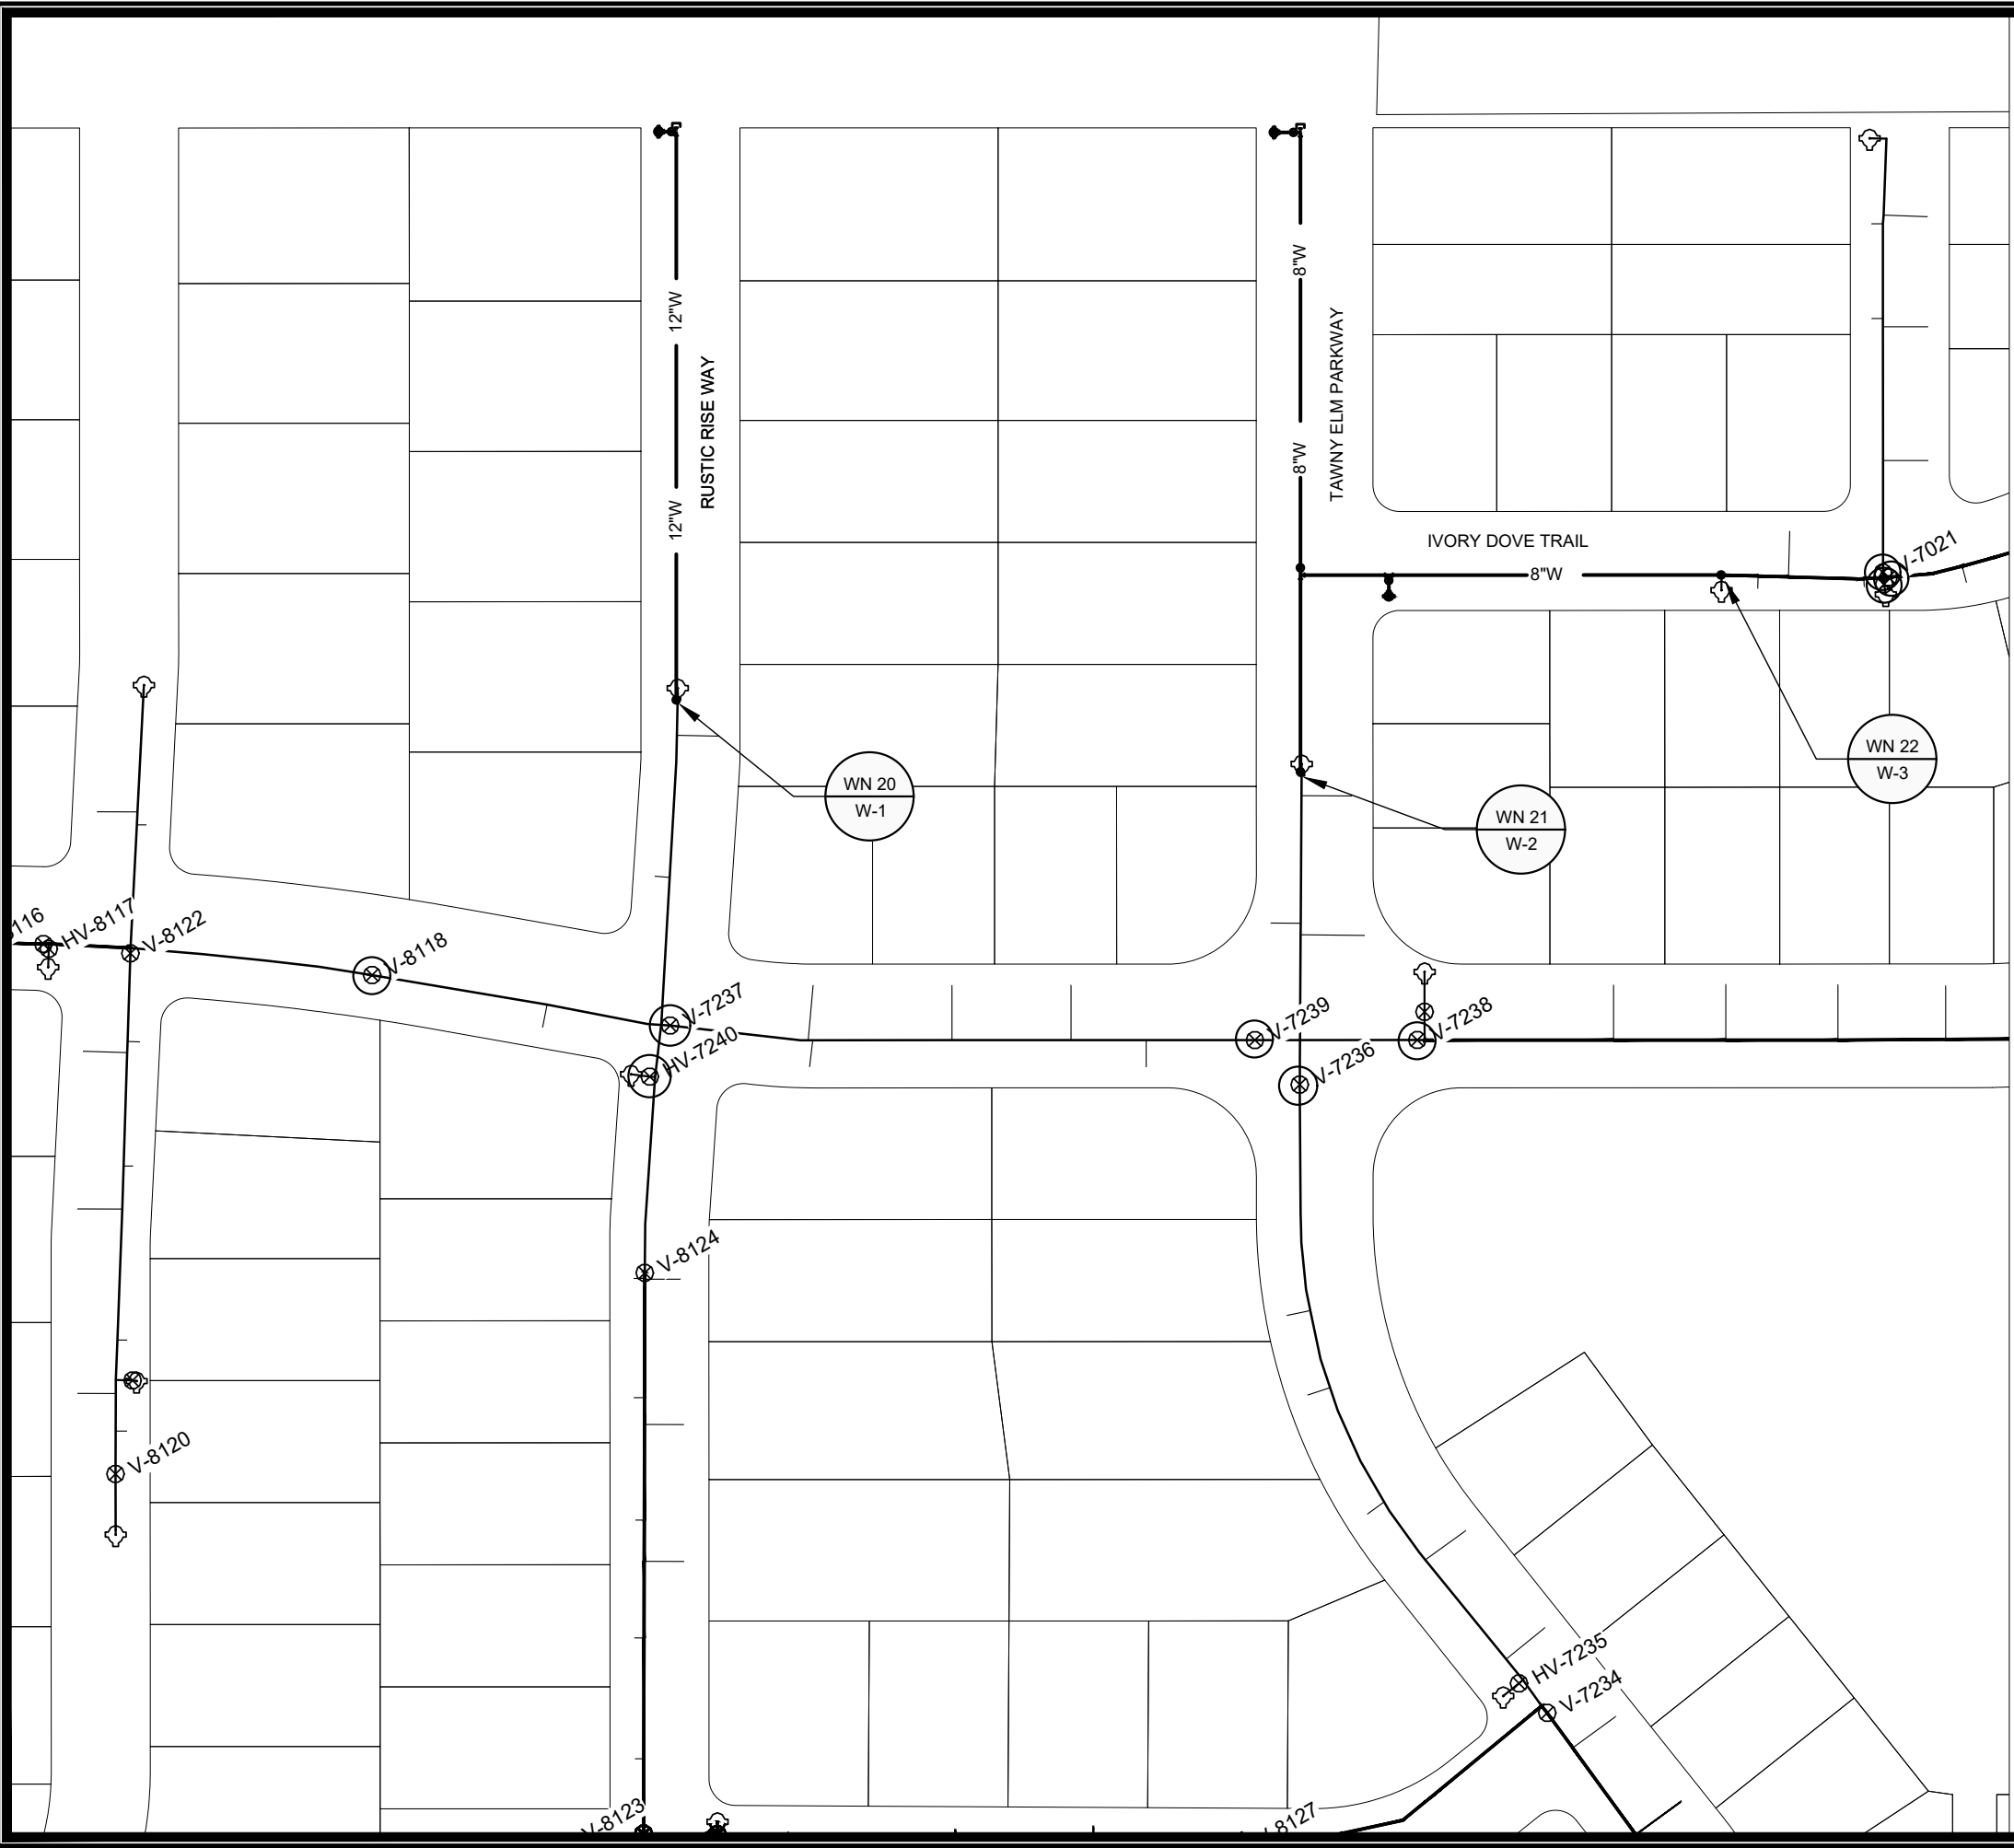 8"W
12"W
RUSTIC RISE WAY
TAWNY ELM PARKWAY
8"W
12"W
IVORY DOVE TRAIL
8"W
V-7021
WN 20
W-1
WN 22
W-3
WN 21
W-2
8116
HV-8117
V-8122
V-8118
V-7237
HV-7240
V-7239
V-7238
V-7236
V-8124
V-8120
HV-7235
V-7234
V-8123
V-8127